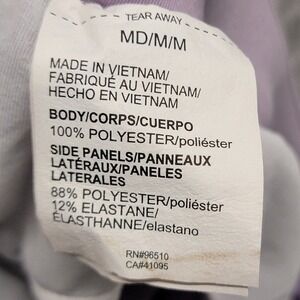 TEAR AWAY
MD/M/M
MADE IN VIETNAM/
FABRIQUÉ AU VIETNAM/
HECHO EN VIETNAM
BODY/CORPS/CUERPO
100% POLYESTER/poliéster
SIDE PANELS/PANNEAUX
LATÉRAUX/PANELES
LATERALES
88% POLYESTER/poliéster
12% ELASTANE/
ÉLASTHANNE/elastano
RN#96510
CA#41095